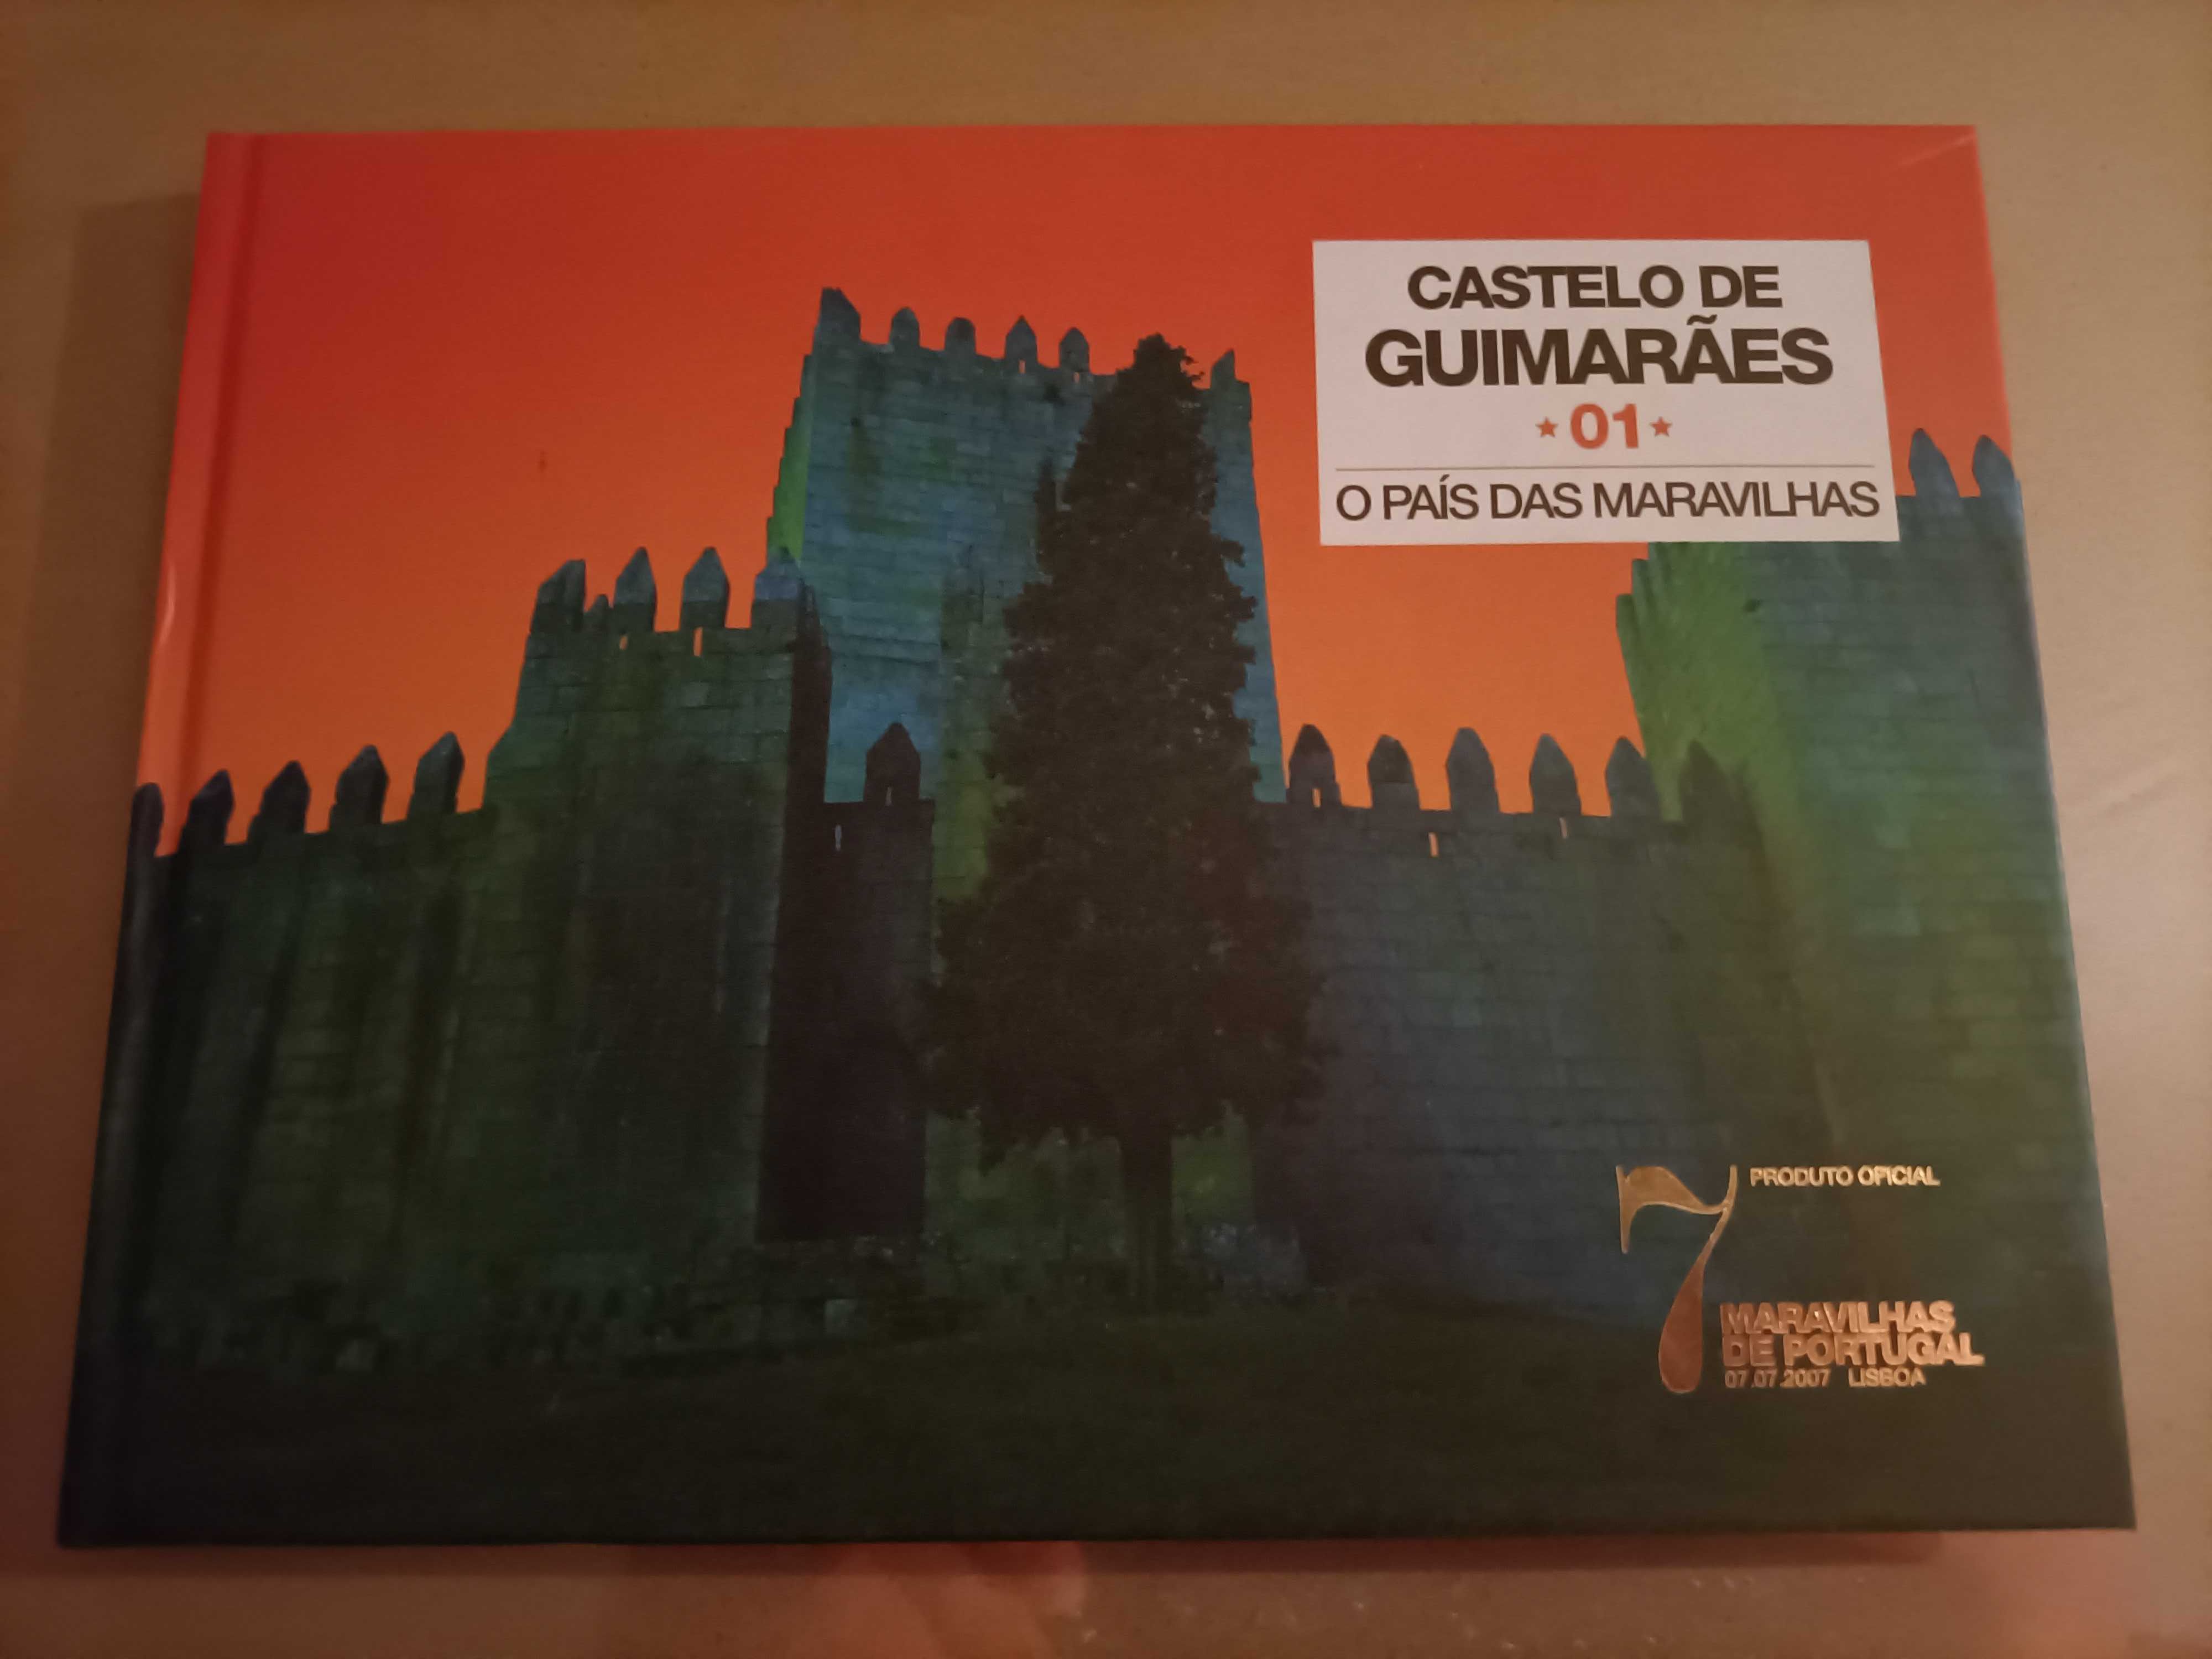 CASTELO DE
GUIMARÃES
★ 01 ★
O PAÍS DAS MARAVILHAS
PRODUTO OFICIAL
7
MARAVILHAS
DE PORTUGAL
07.07.2007 LISBOA